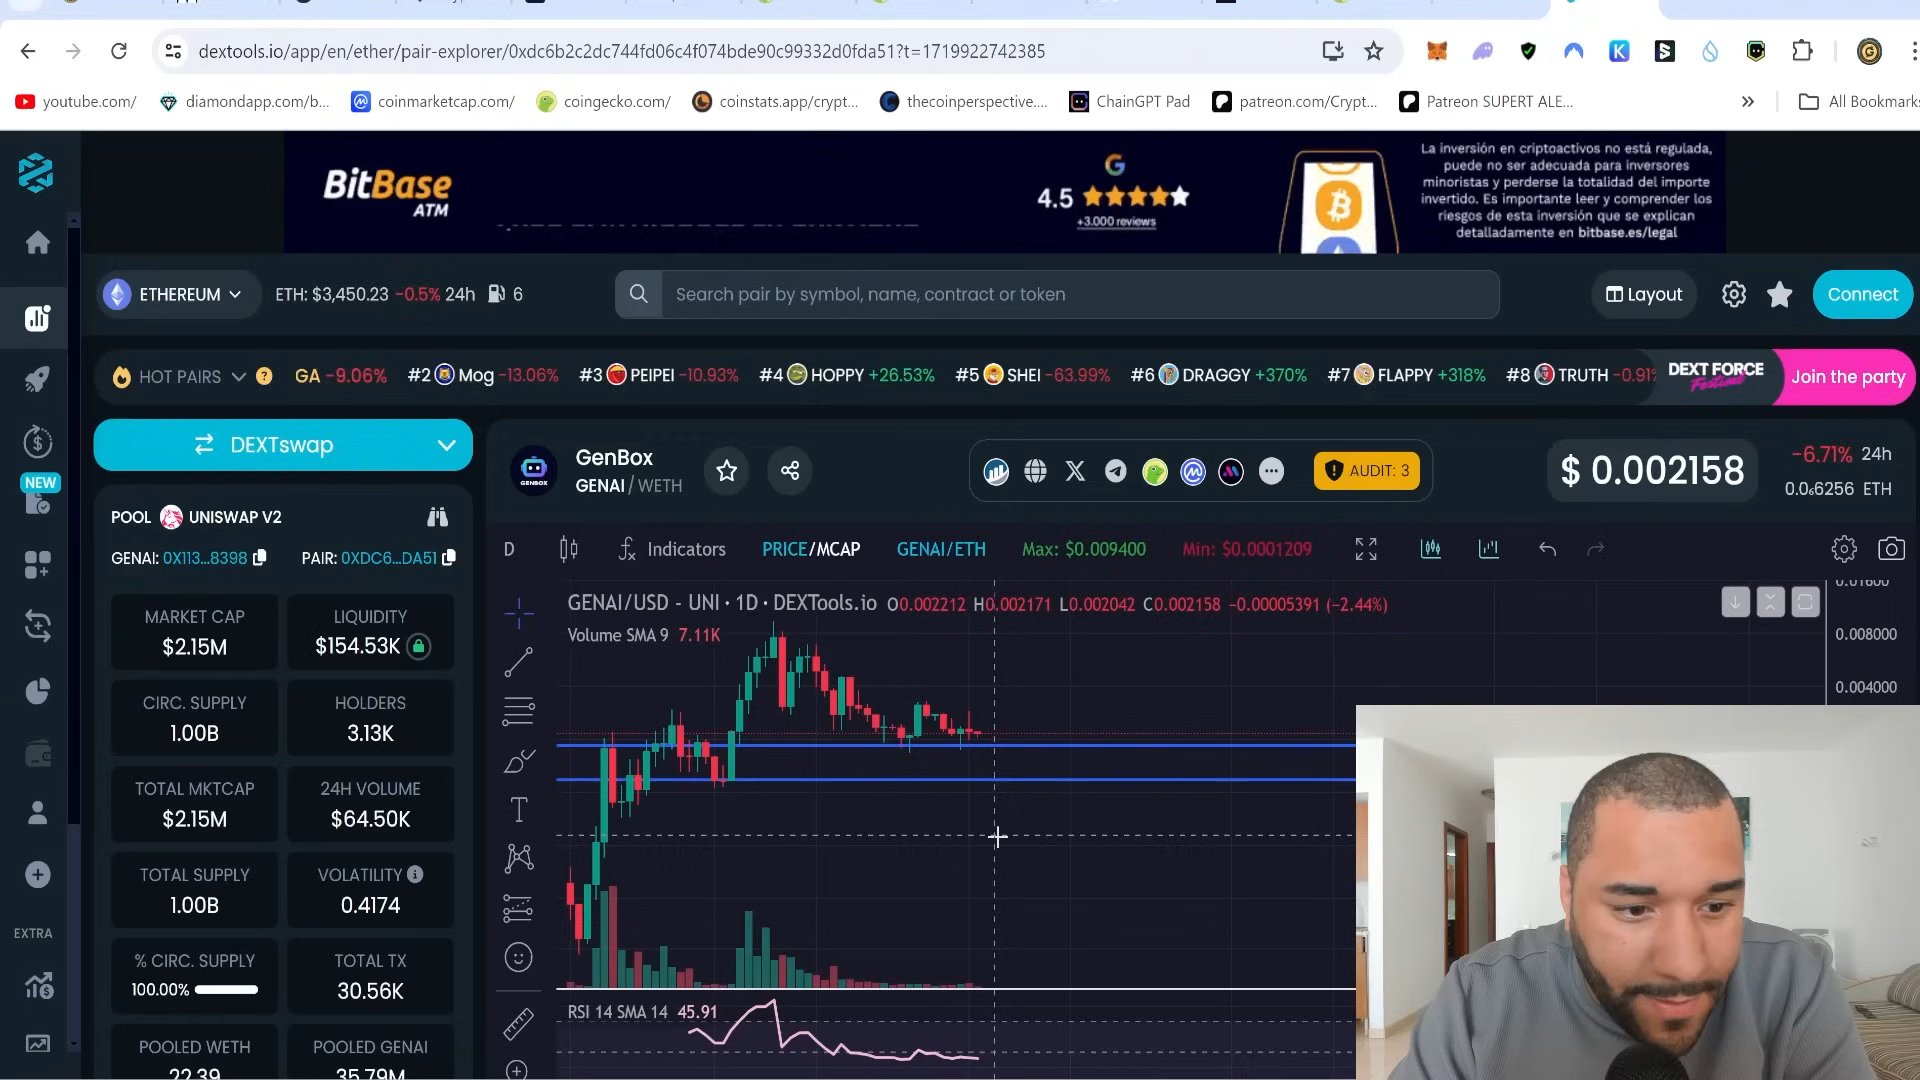 dextools.io/app/en/ether/pair-explorer/0xdc6b2c2dc744fd06c4f074bde90c99332d0fda51?t=1719922742385
youtube.com/
diamondapp.com/b...
coinmarketcap.com/
coingecko.com/
coinstats.app/crypt...
thecoinperspective....
ChainGPT Pad
patreon.com/Crypt...
Patreon SUPERT ALE...
All Bookmarks
BitBase
ATM
4.5
+3.000 reviews
La inversión en criptoactivos no está regulada,
puede no ser adecuada para inversores
minoristas y perderse la totalidad del importe
invertido. Es importante leer y comprender los
riesgos de esta inversión que se explican
detalladamente en bitbase.es/legal
ETHEREUM
ETH: $3,450.23 -0.5% 24h 6
Search pair by symbol, name, contract or token
Layout
Connect
HOT PAIRS ? GA -9.06% #2 Mog -13.06% #3 PEIPEI -10.93% #4 HOPPY +26.53% #5 SHEI -63.99% #6 DRAGGY +370% #7 FLAPPY +318% #8 TRUTH -0.91%
DEXT FORCE
Festival
Join the party
DEXTswap
NEW
EXTRA
POOL UNISWAP V2
GENAI: 0X113...8398 PAIR: 0XDC6...DA51
MARKET CAP
$2.15M
LIQUIDITY
$154.53K
CIRC. SUPPLY
1.00B
HOLDERS
3.13K
TOTAL MKTCAP
$2.15M
24H VOLUME
$64.50K
TOTAL SUPPLY
1.00B
VOLATILITY
0.4174
% CIRC. SUPPLY
100.00%
TOTAL TX
30.56K
POOLED WETH
22.39
POOLED GENAI
35.79M
GENBOX
GenBox
GENAI / WETH
AUDIT: 3
$ 0.002158
-6.71% 24h
0.0₆6256 ETH
D Indicators PRICE/MCAP GENAI/ETH Max: $0.009400 Min: $0.0001209
GENAI/USD - UNI · 1D · DEXTools.io O0.002212 H0.002171 L0.002042 C0.002158 −0.00005391 (−2.44%)
Volume SMA 9 7.11K
0.01600
0.008000
0.004000
RSI 14 SMA 14 45.91